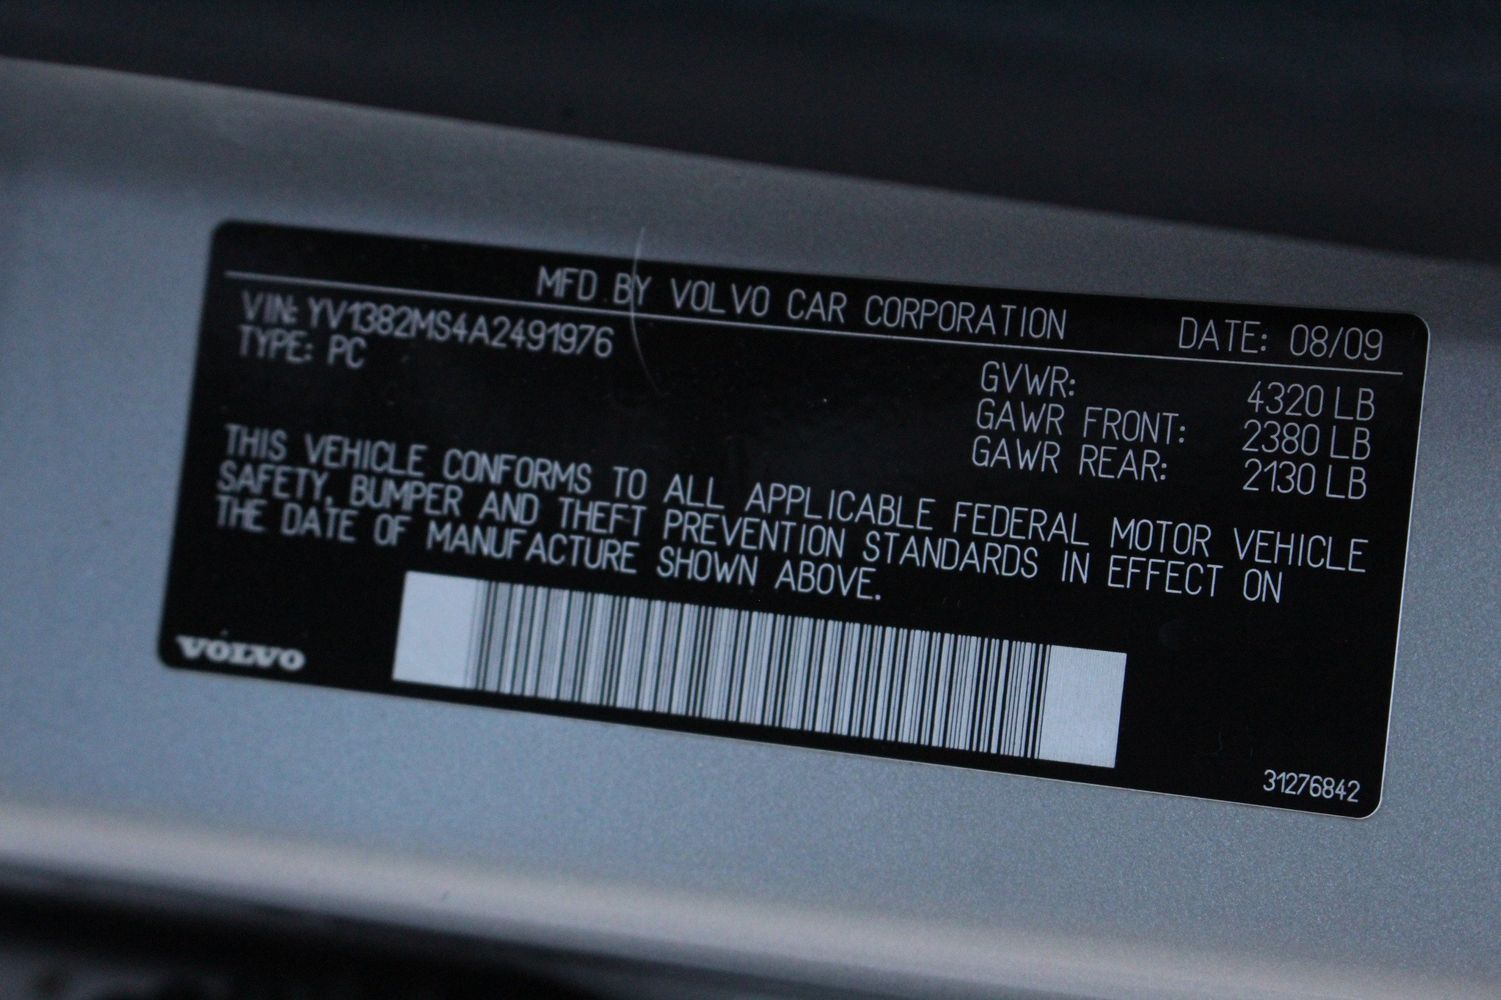 MFD BY VOLVO CAR CORPORATION DATE: 08/09
VIN: YV1382MS4A2491976
TYPE: PC
GVWR: 4320 LB
GAWR FRONT: 2380 LB
GAWR REAR: 2130 LB
THIS VEHICLE CONFORMS TO ALL APPLICABLE FEDERAL MOTOR VEHICLE
SAFETY, BUMPER AND THEFT PREVENTION STANDARDS IN EFFECT ON
THE DATE OF MANUFACTURE SHOWN ABOVE.
VOLVO
31276842